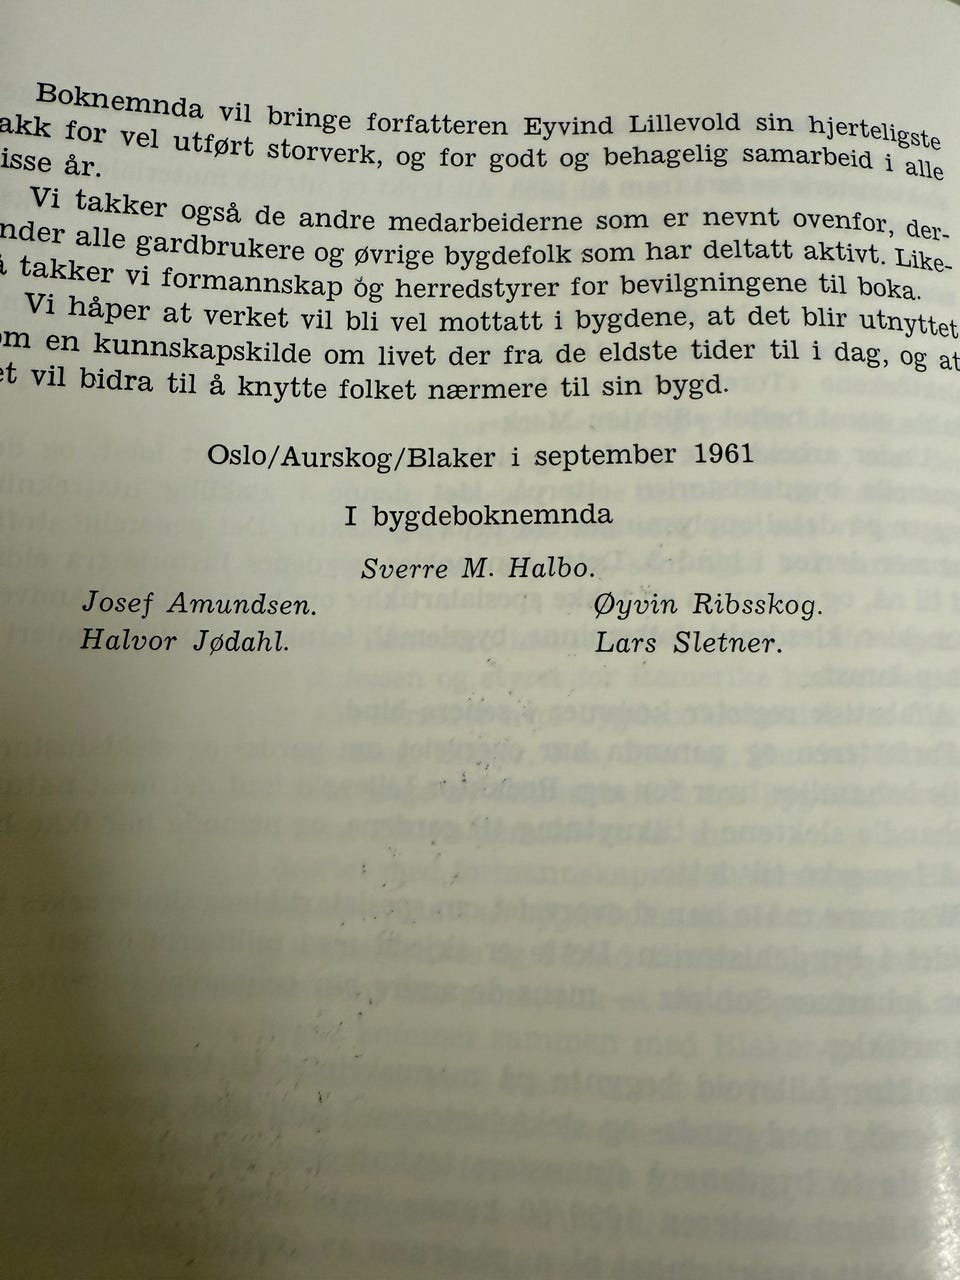 Boknemnda vil bringe forfatteren Eyvind Lillevold sin hjerteligste
akk for vel utført storverk, og for godt og behagelig samarbeid i alle
isse år.
Vi takker også de andre medarbeiderne som er nevnt ovenfor, der-
nder alle gardbrukere og øvrige bygdefolk som har deltatt aktivt. Like-
takker vi formannskap óg herredstyrer for bevilgningene til boka.
Vi håper at verket vil bli vel mottatt i bygdene, at det blir utnyttet
om en kunnskapskilde om livet der fra de eldste tider til i dag, og at
et vil bidra til å knytte folket nærmere til sin bygd.
Oslo/Aurskog/Blaker i september 1961
I bygdeboknemnda
Sverre M. Halbo.
Josef Amundsen. Øyvin Ribsskog.
Halvor Jødahl. Lars Sletner.